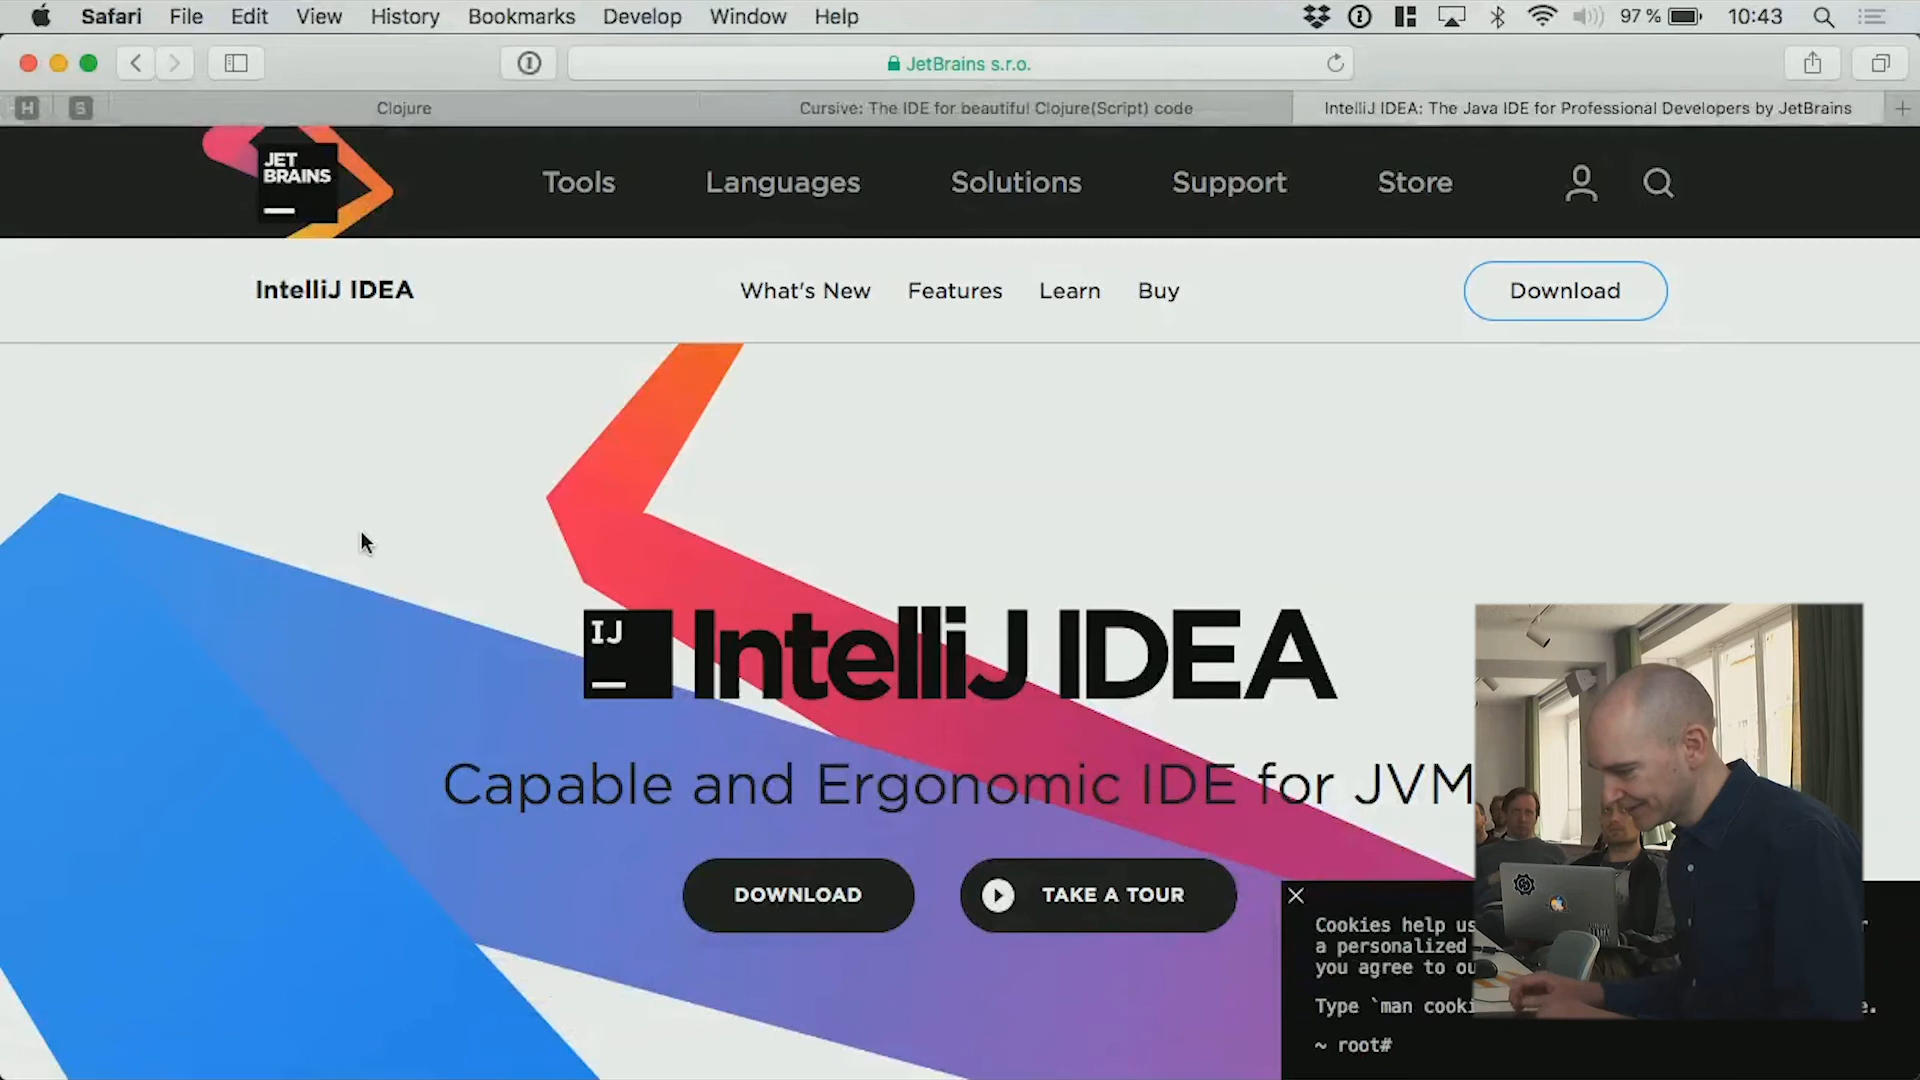 Safari File Edit View History Bookmarks Develop Window Help 97 % 10:43
JetBrains s.r.o.
H S Clojure Cursive: The IDE for beautiful Clojure(Script) code IntelliJ IDEA: The Java IDE for Professional Developers by JetBrains
JET
BRAINS
Tools Languages Solutions Support Store
IntelliJ IDEA What's New Features Learn Buy Download
IJ
IntelliJ IDEA
Capable and Ergonomic IDE for JVM
DOWNLOAD TAKE A TOUR
Cookies help us
a personalized
you agree to
Type `man
~ root#